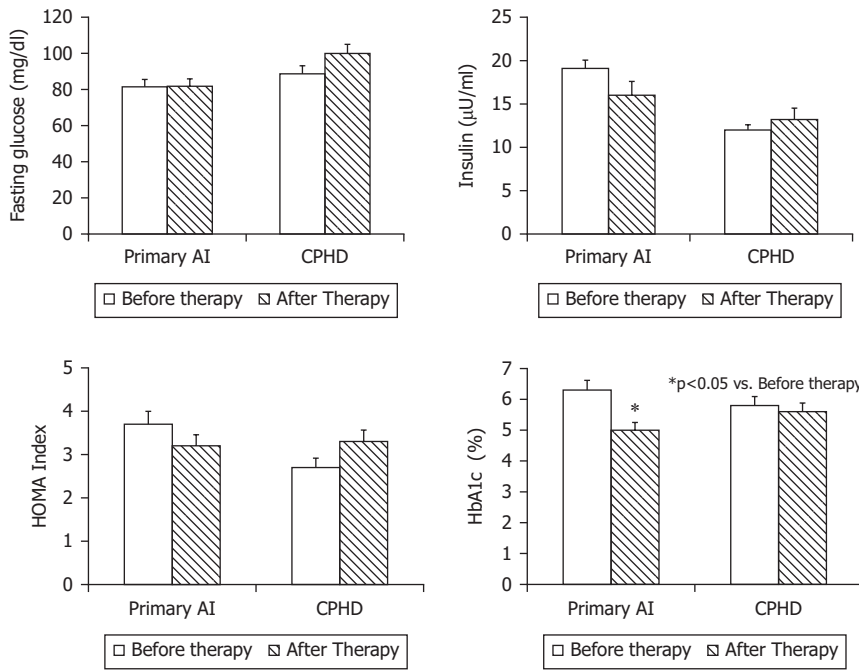 Fasting glucose (mg/dl)
120
100
80
60
40
20
0
Primary AI CPHD
Before therapy After Therapy
Insulin (μU/ml)
25
20
15
10
5
0
Primary AI CPHD
Before therapy After Therapy
HOMA Index
5
4
3
2
1
0
Primary AI CPHD
Before therapy After Therapy
HbA1c (%)
7
6
5
4
3
2
1
0
*p<0.05 vs. Before therapy
*
Primary AI CPHD
Before therapy After Therapy